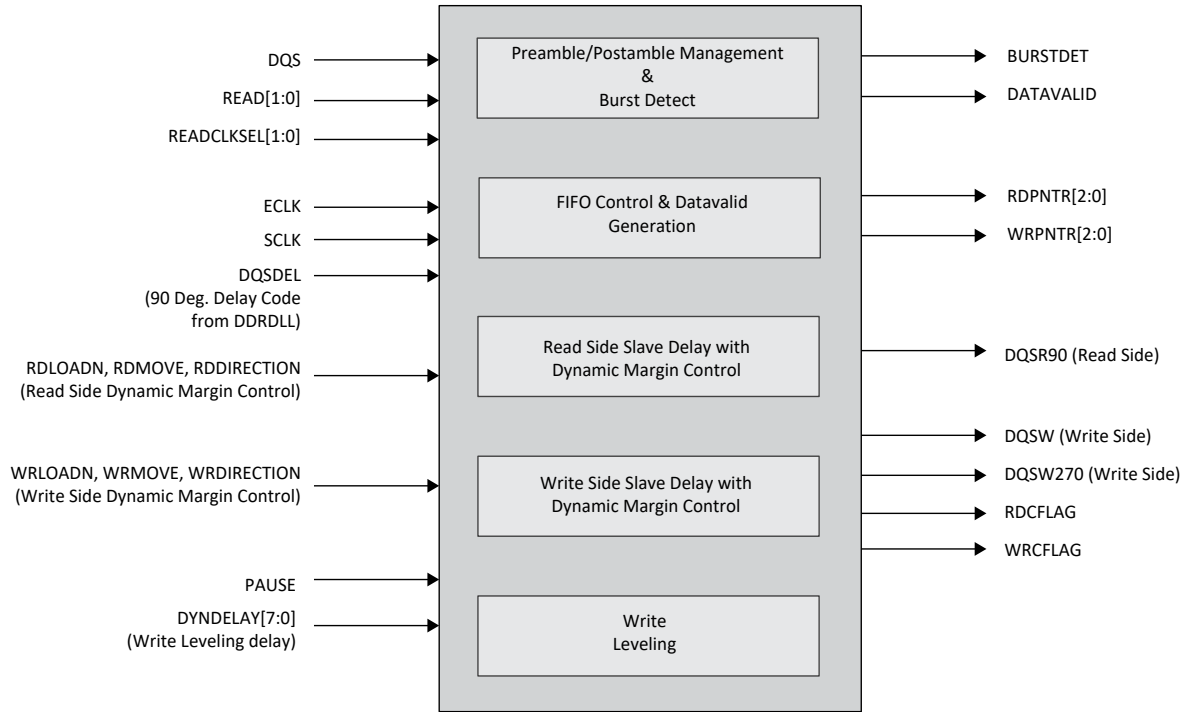 DQS
READ[1:0]
READCLKSEL[1:0]
ECLK
SCLK
DQSDEL
(90 Deg. Delay Code
from DDRDLL)
RDLOADN, RDMOVE, RDDIRECTION
(Read Side Dynamic Margin Control)
WRLOADN, WRMOVE, WRDIRECTION
(Write Side Dynamic Margin Control)
PAUSE
DYNDELAY[7:0]
(Write Leveling delay)
Preamble/Postamble Management
&
Burst Detect
FIFO Control & Datavalid
Generation
Read Side Slave Delay with
Dynamic Margin Control
Write Side Slave Delay with
Dynamic Margin Control
Write
Leveling
BURSTDET
DATAVALID
RDPNTR[2:0]
WRPNTR[2:0]
DQSR90 (Read Side)
DQSW (Write Side)
DQSW270 (Write Side)
RDCFLAG
WRCFLAG